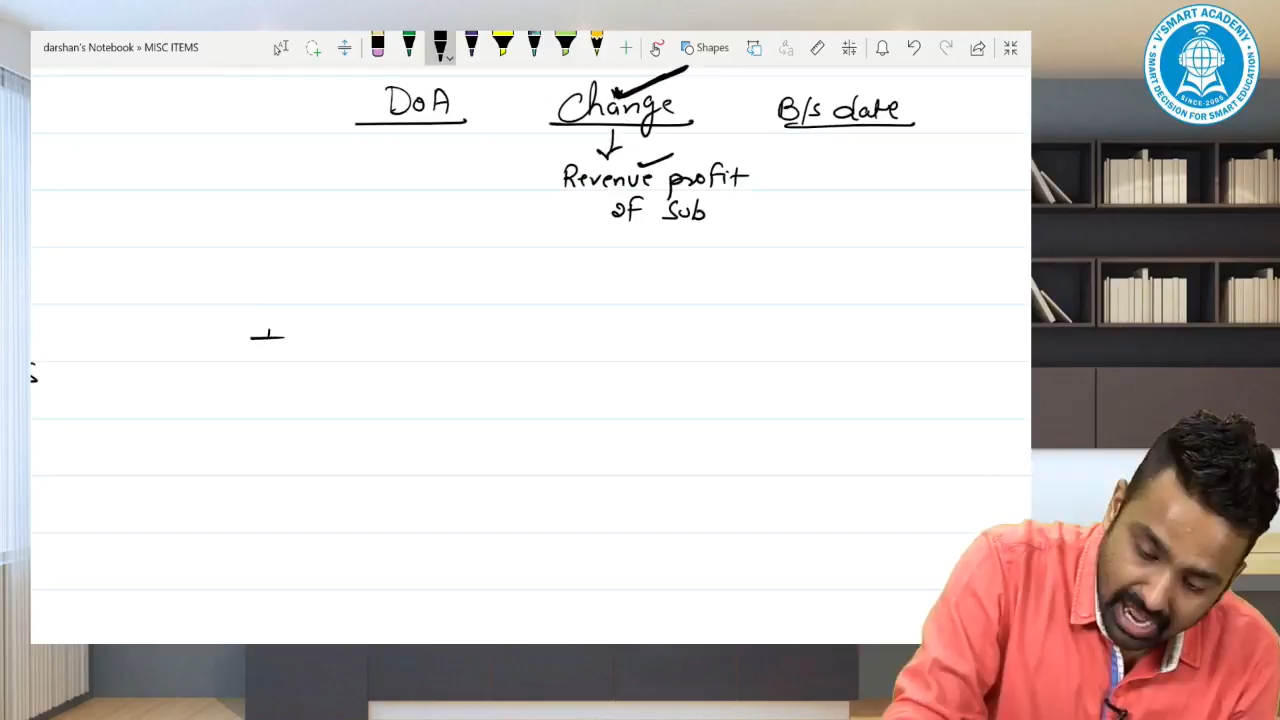 darshan's Notebook » MISC ITEMS
Shapes
V'SMART ACADEMY
SINCE-2005
SMART DECISION FOR SMART EDUCATION
DOA Change B/s date
Revenue profit
of sub